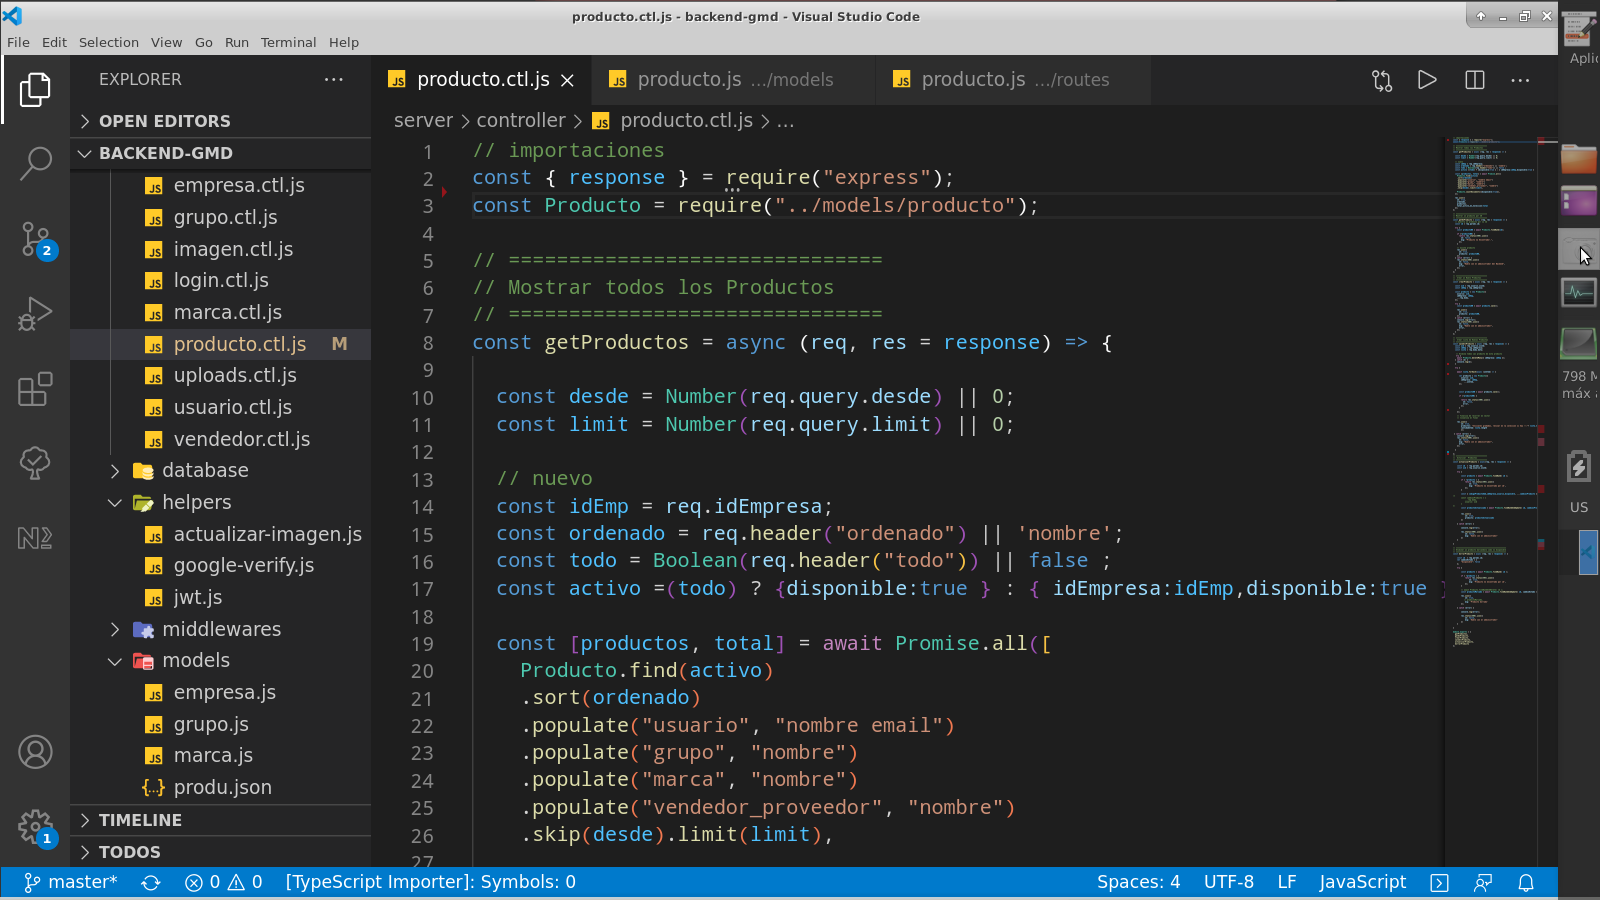 producto.ctl.js - backend-gmd - Visual Studio Code
File Edit Selection View Go Run Terminal Help
EXPLORER
OPEN EDITORS
BACKEND-GMD
empresa.ctl.js
grupo.ctl.js
imagen.ctl.js
login.ctl.js
marca.ctl.js
producto.ctl.js M
uploads.ctl.js
usuario.ctl.js
vendedor.ctl.js
database
helpers
actualizar-imagen.js
google-verify.js
jwt.js
middlewares
models
empresa.js
grupo.js
marca.js
produ.json
TIMELINE
TODOS
2
1
producto.ctl.js
producto.js .../models
producto.js .../routes
server > controller > producto.ctl.js > ...
1 // importaciones
2 const { response } = require("express");
3 const Producto = require("../models/producto");
4
5 // ===============================
6 // Mostrar todos los Productos
7 // ===============================
8 const getProductos = async (req, res = response) => {
9
10 const desde = Number(req.query.desde) || 0;
11 const limit = Number(req.query.limit) || 0;
12
13 // nuevo
14 const idEmp = req.idEmpresa;
15 const ordenado = req.header("ordenado") || 'nombre';
16 const todo = Boolean(req.header("todo")) || false ;
17 const activo =(todo) ? {disponible:true } : { idEmpresa:idEmp,disponible:true }
18
19 const [productos, total] = await Promise.all([
20 Producto.find(activo)
21 .sort(ordenado)
22 .populate("usuario", "nombre email")
23 .populate("grupo", "nombre")
24 .populate("marca", "nombre")
25 .populate("vendedor_proveedor", "nombre")
26 .skip(desde).limit(limit),
27
master* 0 0 [TypeScript Importer]: Symbols: 0 Spaces: 4 UTF-8 LF JavaScript
Aplic
798 M
máx
US